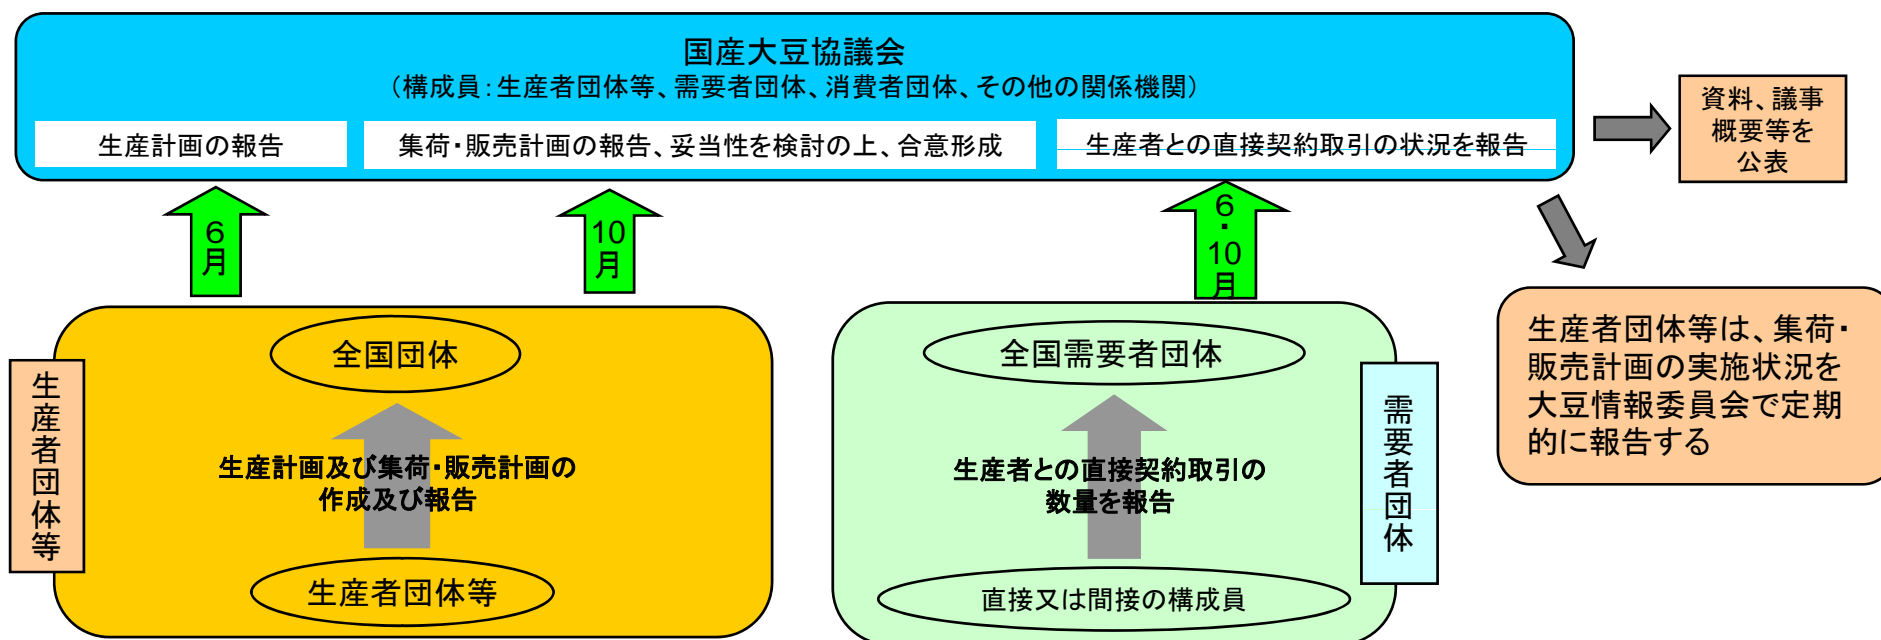 国産大豆協議会
（構成員：生産者団体等、需要者団体、消費者団体、その他の関係機関）
生産計画の報告
集荷・販売計画の報告、妥当性を検討の上、合意形成
生産者との直接契約取引の状況を報告
資料、議事
概要等を
公表
6
月
10
月
6
・
10
月
生産者団体等
全国団体
生産計画及び集荷・販売計画の
作成及び報告
生産者団体等
全国需要者団体
生産者との直接契約取引の
数量を報告
直接又は間接の構成員
需要者団体
生産者団体等は、集荷・
販売計画の実施状況を
大豆情報委員会で定期
的に報告する